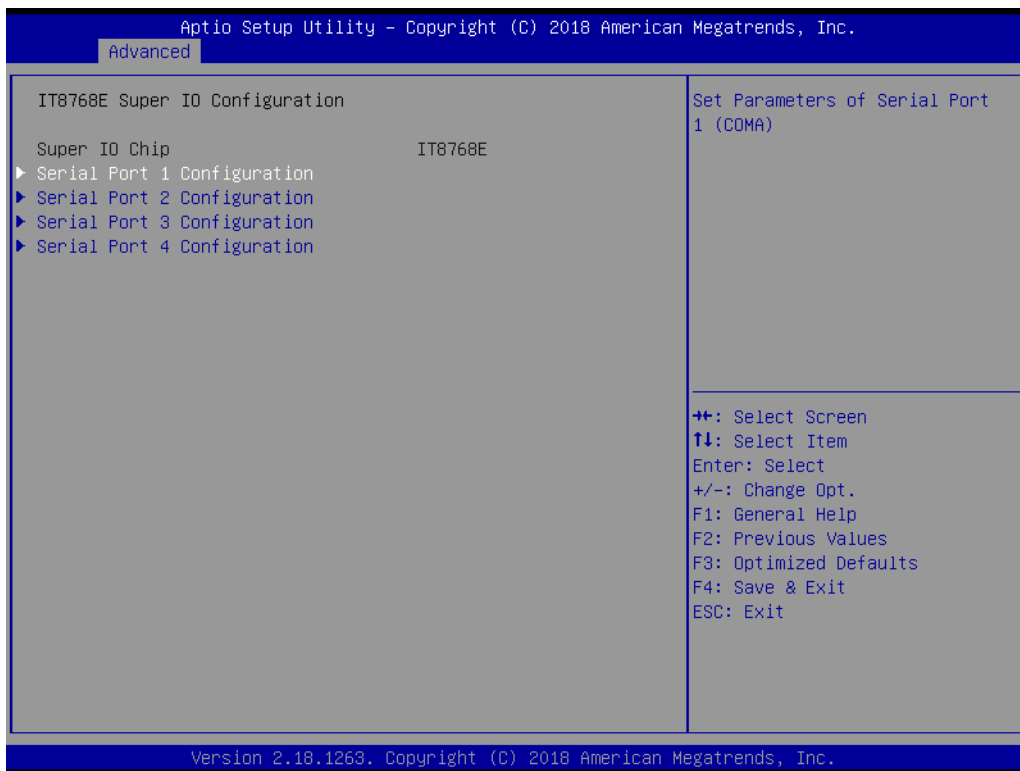 Aptio Setup Utility – Copyright (C) 2018 American Megatrends, Inc.
Advanced
IT8768E Super IO Configuration
Super IO Chip IT8768E
▶ Serial Port 1 Configuration
▶ Serial Port 2 Configuration
▶ Serial Port 3 Configuration
▶ Serial Port 4 Configuration
Set Parameters of Serial Port
1 (COMA)
→←: Select Screen
↑↓: Select Item
Enter: Select
+/-: Change Opt.
F1: General Help
F2: Previous Values
F3: Optimized Defaults
F4: Save & Exit
ESC: Exit
Version 2.18.1263. Copyright (C) 2018 American Megatrends, Inc.